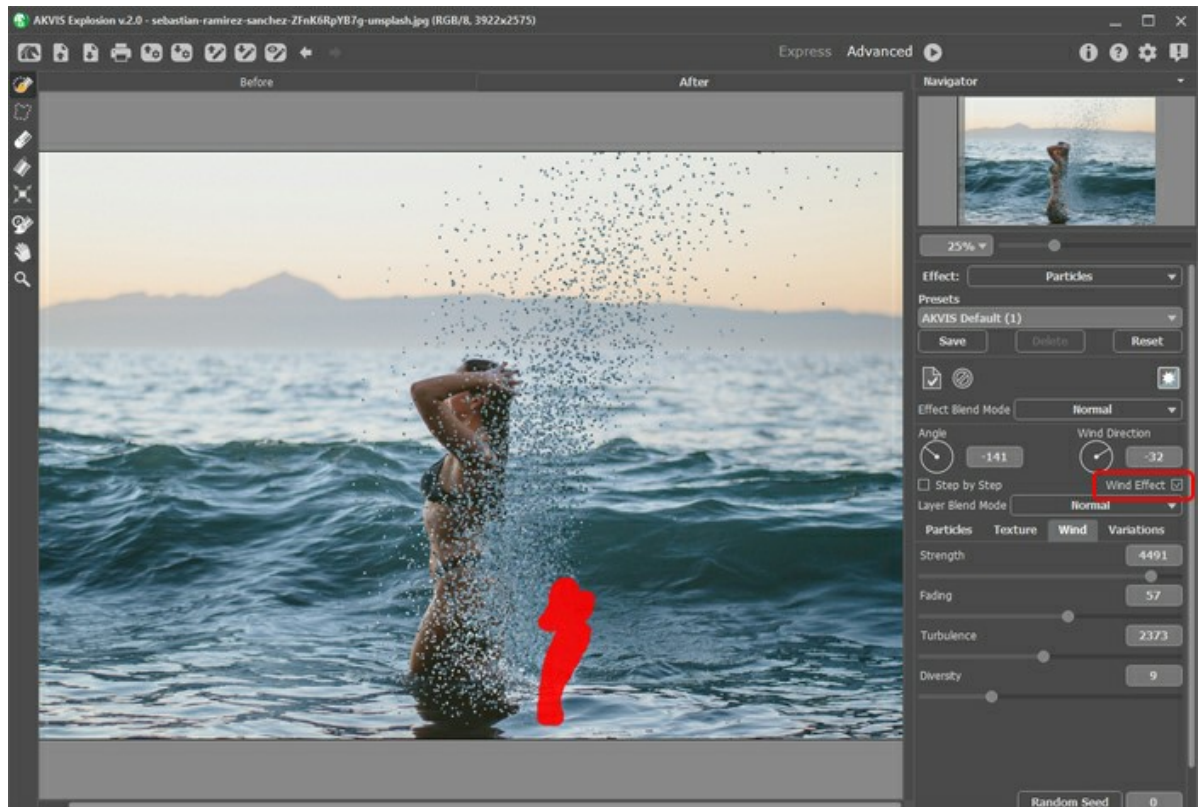 AKVIS Explosion v.2.0 - sebastian-ramirez-sanchez-ZFnK6RpYB7g-unsplash.jpg (RGB/8, 3922x2575)
Express Advanced
Before After Navigator
25%
Effect: Particles
Presets
AKVIS Default (1)
Save Delete Reset
Effect Blend Mode Normal
Angle Wind Direction
-141 -32
Step by Step Wind Effect
Layer Blend Mode Normal
Particles Texture Wind Variations
Strength 4491
Fading 57
Turbulence 2373
Diversity 9
Random Seed 0